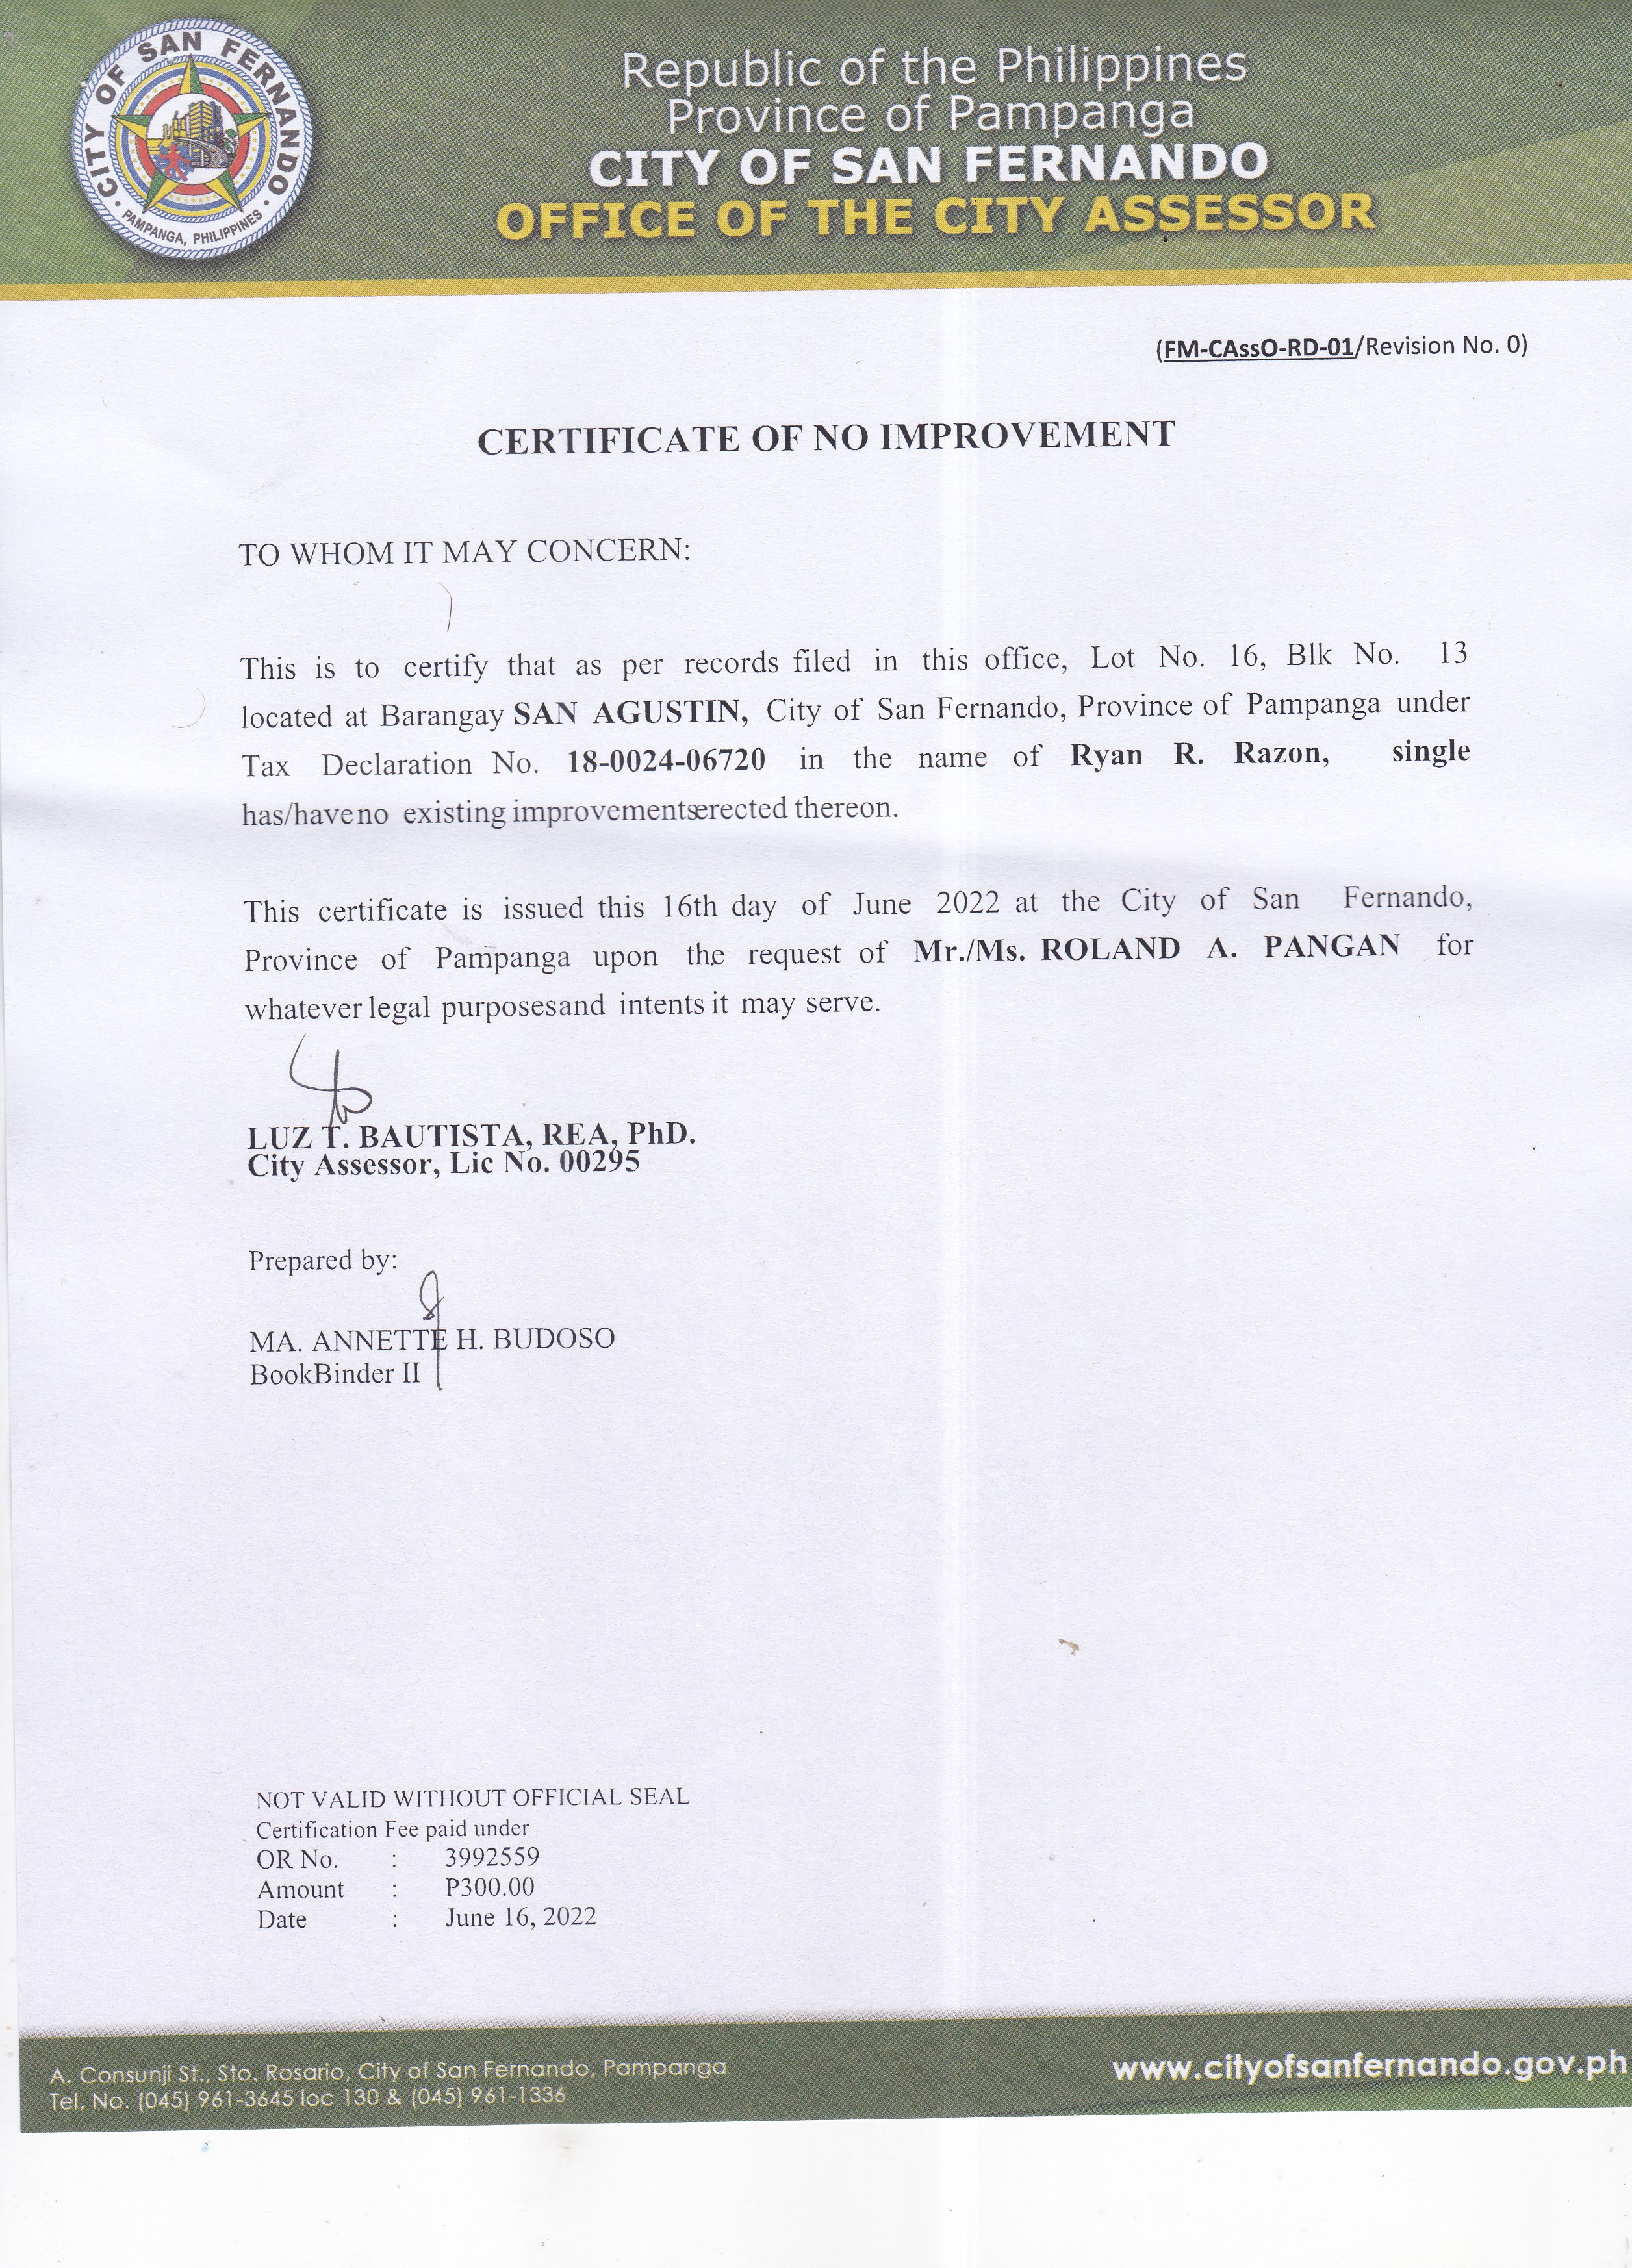 CITY OF SAN FERNANDO
PAMPANGA, PHILIPPINES
Republic of the Philippines
Province of Pampanga
CITY OF SAN FERNANDO
OFFICE OF THE CITY ASSESSOR
(FM-CAssO-RD-01/Revision No. 0)
CERTIFICATE OF NO IMPROVEMENT
TO WHOM IT MAY CONCERN:
This is to certify that as per records filed in this office, Lot No. 16, Blk No. 13
located at Barangay SAN AGUSTIN, City of San Fernando, Province of Pampanga under
Tax Declaration No. 18-0024-06720 in the name of Ryan R. Razon, single
has/have no existing improvements erected thereon.
This certificate is issued this 16th day of June 2022 at the City of San Fernando,
Province of Pampanga upon the request of Mr./Ms. ROLAND A. PANGAN for
whatever legal purposes and intents it may serve.
LUZ T. BAUTISTA, REA, PhD.
City Assessor, Lic No. 00295
Prepared by:
MA. ANNETTE H. BUDOSO
BookBinder II
NOT VALID WITHOUT OFFICIAL SEAL
Certification Fee paid under
OR No. : 3992559
Amount : P300.00
Date : June 16, 2022
A. Consunji St., Sto. Rosario, City of San Fernando, Pampanga
Tel. No. (045) 961-3645 loc 130 & (045) 961-1336
www.cityofsanfernando.gov.ph